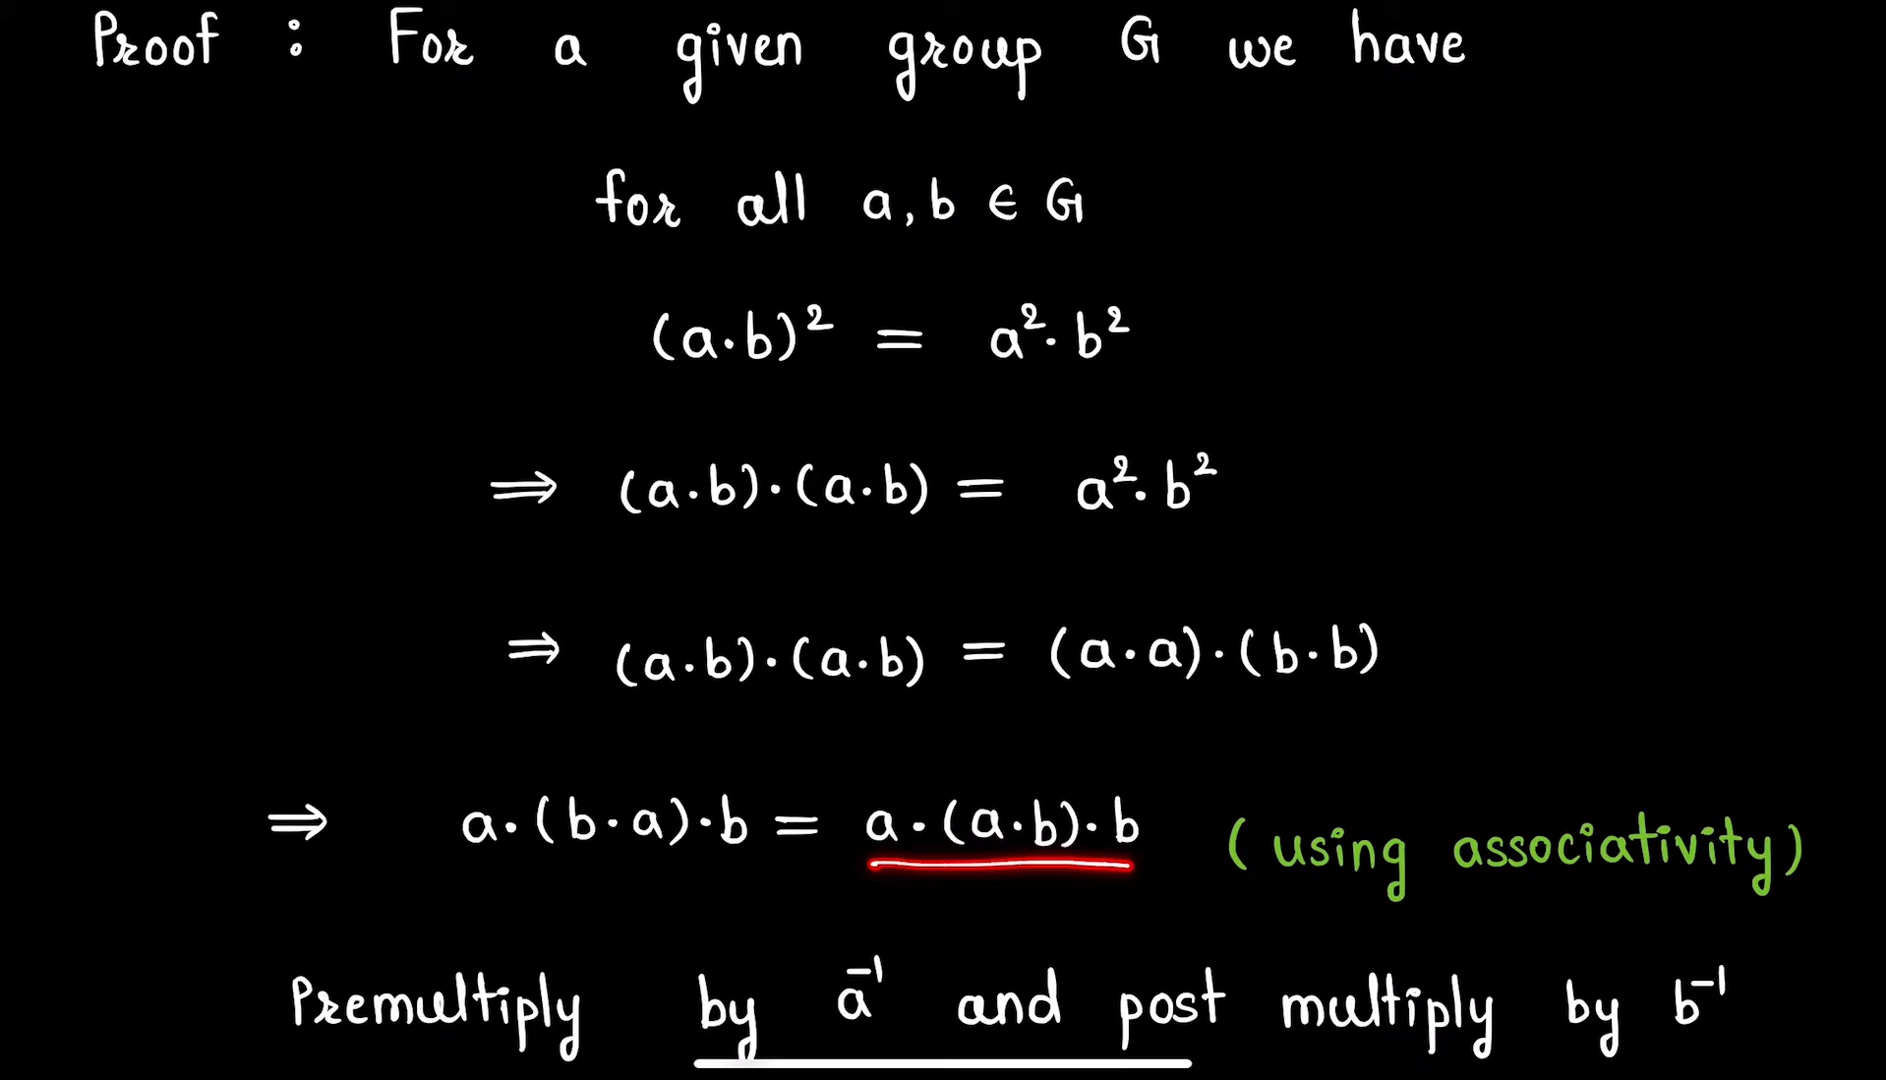 Proof : For a given group G we have
for all a, b ∈ G
(a·b)² = a²·b²
⇒ (a·b)·(a·b) = a²·b²
⇒ (a·b)·(a·b) = (a·a)·(b·b)
⇒ a·(b·a)·b = a·(a·b)·b (using associativity)
Premultiply by a⁻¹ and post multiply by b⁻¹